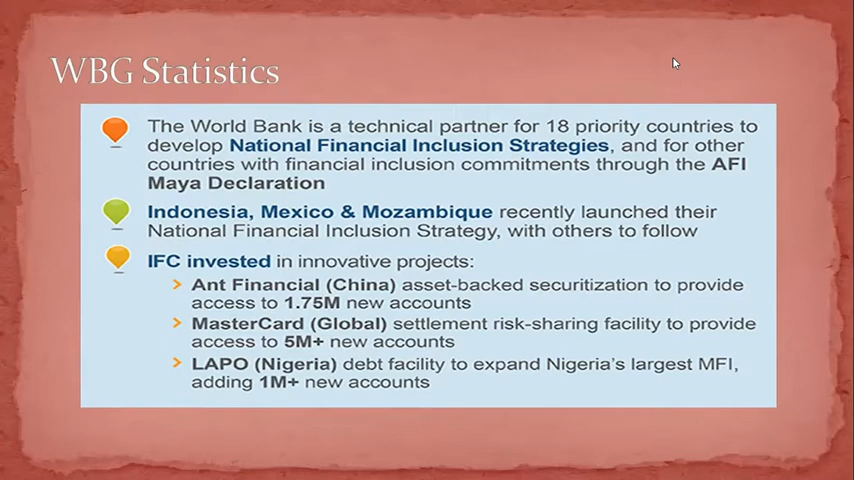 WBG Statistics
The World Bank is a technical partner for 18 priority countries to
develop National Financial Inclusion Strategies, and for other
countries with financial inclusion commitments through the AFI
Maya Declaration
Indonesia, Mexico & Mozambique recently launched their
National Financial Inclusion Strategy, with others to follow
IFC invested in innovative projects:
Ant Financial (China) asset-backed securitization to provide
access to 1.75M new accounts
MasterCard (Global) settlement risk-sharing facility to provide
access to 5M+ new accounts
LAPO (Nigeria) debt facility to expand Nigeria's largest MFI,
adding 1M+ new accounts